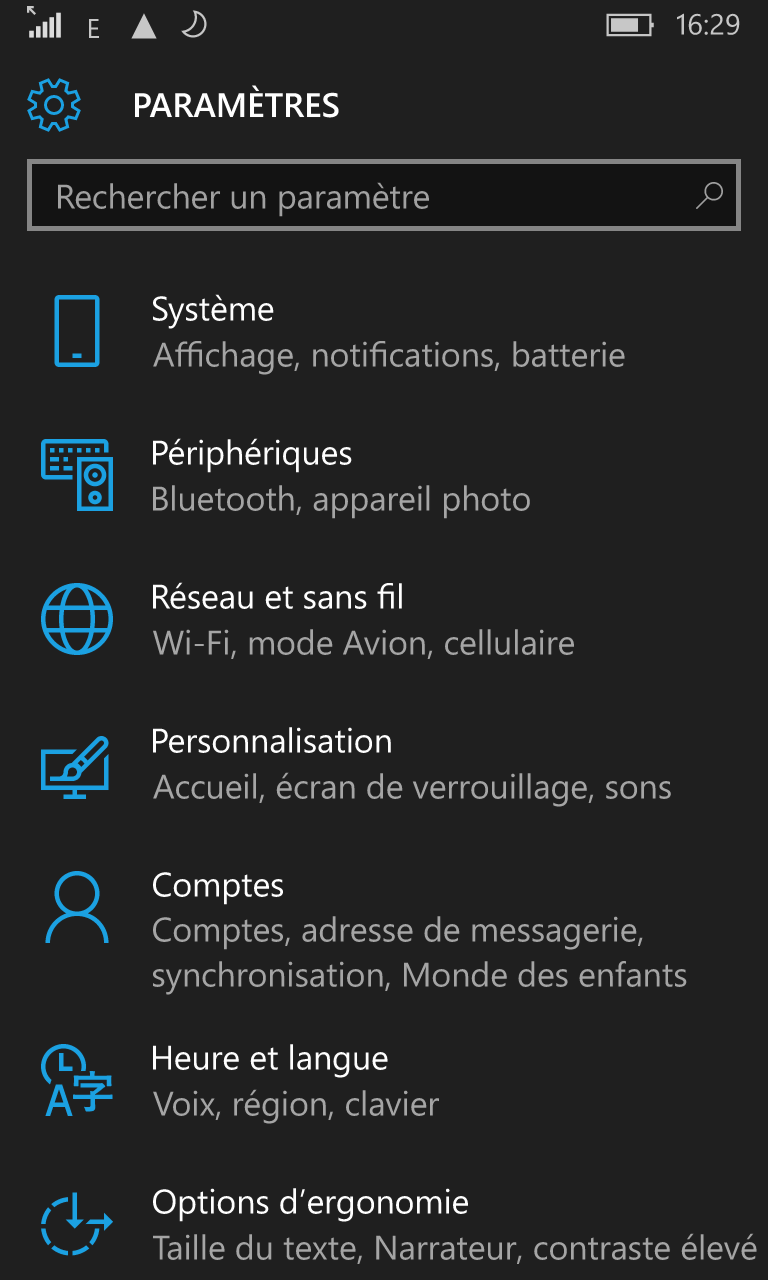 E 16:29
PARAMÈTRES
Rechercher un paramètre
Système
Affichage, notifications, batterie
Périphériques
Bluetooth, appareil photo
Réseau et sans fil
Wi-Fi, mode Avion, cellulaire
Personnalisation
Accueil, écran de verrouillage, sons
Comptes
Comptes, adresse de messagerie,
synchronisation, Monde des enfants
Heure et langue
Voix, région, clavier
Options d’ergonomie
Taille du texte, Narrateur, contraste élevé